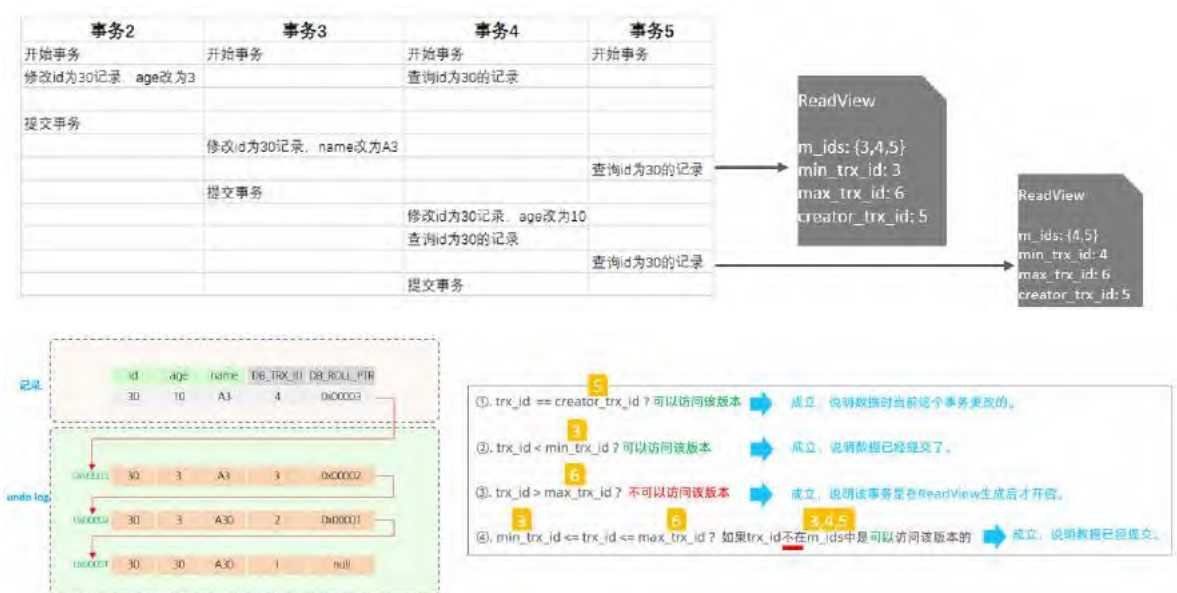 事务2 事务3 事务4 事务5
开始事务 开始事务 开始事务 开始事务
修改id为30记录，age改为3 查询id为30的记录
提交事务
修改id为30记录，name改为A3
查询id为30的记录
提交事务
修改id为30记录，age改为10
查询id为30的记录
查询id为30的记录
提交事务
ReadView
m_ids: {3,4,5}
min_trx_id: 3
max_trx_id: 6
creator_trx_id: 5
ReadView
m_ids: {4,5}
min_trx_id: 4
max_trx_id: 6
creator_trx_id: 5
记录
id age name DB_TRX_ID DB_ROLL_PTR
30 10 A3 4 0x00003
undo log
0x00003 30 3 A3 3 0x00002
0x00002 30 3 A30 2 0x00001
0x00001 30 30 A30 1 null
5
①. trx_id == creator_trx_id ? 可以访问该版本 成立，说明数据时当前这个事务更改的。
3
②. trx_id < min_trx_id ? 可以访问该版本 成立，说明数据已经提交了。
6
③. trx_id > max_trx_id ? 不可以访问该版本 成立，说明该事务是在ReadView生成后才开启。
3 6 3,4,5
④. min_trx_id <= trx_id <= max_trx_id ? 如果trx_id不在m_ids中是可以访问该版本的 成立，说明数据已经提交。